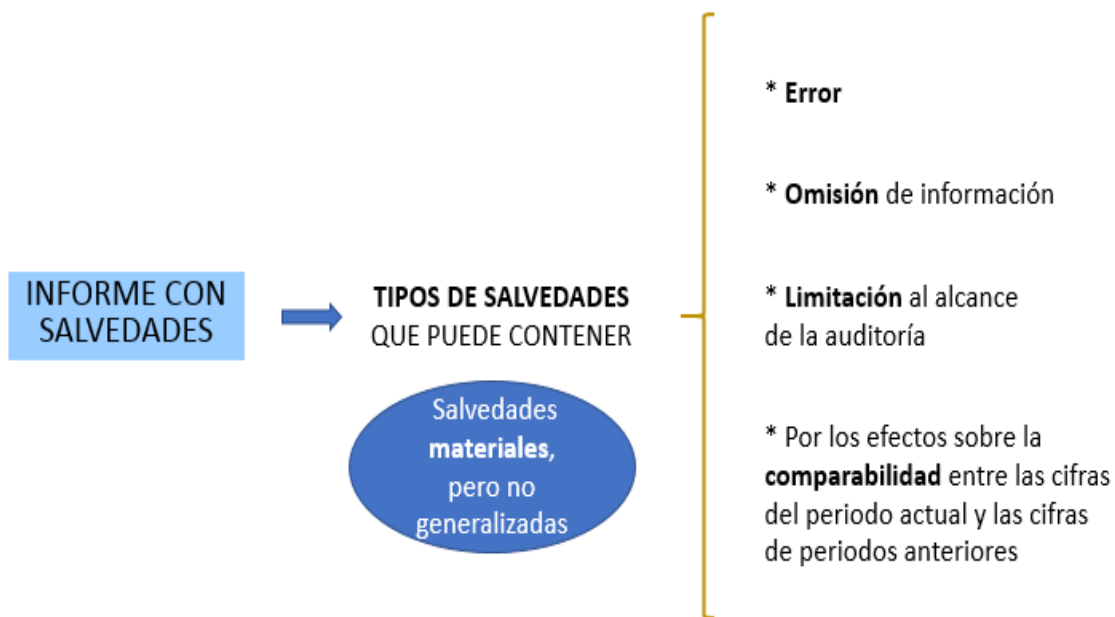 INFORME CON
SALVEDADES
TIPOS DE SALVEDADES
QUE PUEDE CONTENER
Salvedades
materiales,
pero no
generalizadas
* Error
* Omisión de información
* Limitación al alcance
de la auditoría
* Por los efectos sobre la
comparabilidad entre las cifras
del periodo actual y las cifras
de periodos anteriores